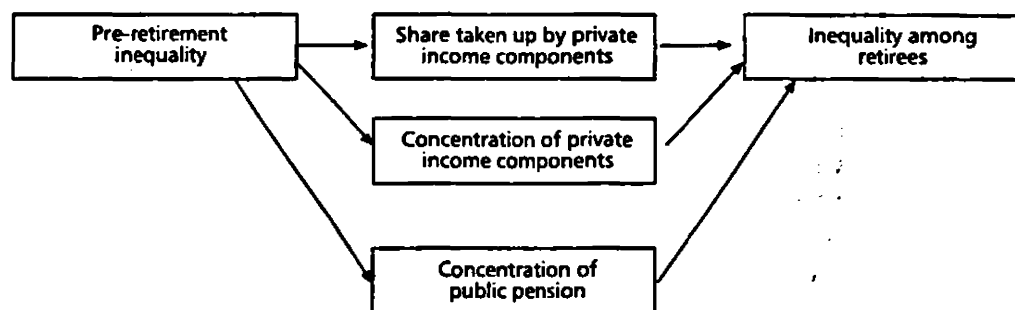 Pre-retirement
inequality
Share taken up by private
income components
Inequality among
retirees
Concentration of private
income components
Concentration of
public pension